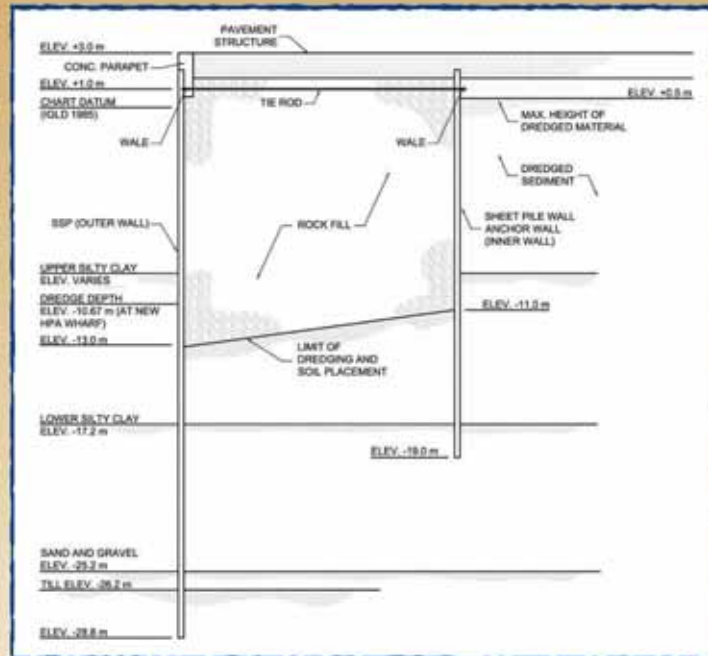 PAVEMENT
STRUCTURE
ELEV. +3.0 m
CONC. PARAPET
ELEV. +1.0 m
TIE ROD
ELEV. +0.5 m
CHART DATUM
(IGLD 1985)
MAX. HEIGHT OF
DREDGED MATERIAL
WALE
WALE
DREDGED
SEDIMENT
SSP (OUTER WALL)
ROCK FILL
SHEET PILE WALL
ANCHOR WALL
(INNER WALL)
UPPER SILTY CLAY
ELEV. VARIES
DREDGE DEPTH
ELEV. -10.67 m (AT NEW
HPA WHARF)
ELEV. -11.0 m
ELEV. -13.0 m
LIMIT OF
DREDGING AND
SOIL PLACEMENT
LOWER SILTY CLAY
ELEV. -17.2 m
ELEV. -19.0 m
SAND AND GRAVEL
ELEV. -25.2 m
TILL ELEV. -26.2 m
ELEV. -28.8 m